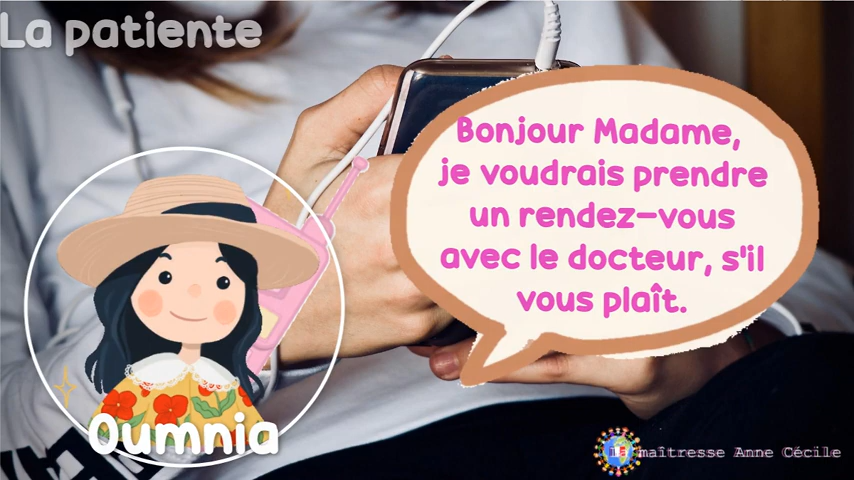 La patiente
Bonjour Madame,
je voudrais prendre
un rendez-vous
avec le docteur, s'il
vous plaît.
Oumnia
la maîtresse Anne Cécile